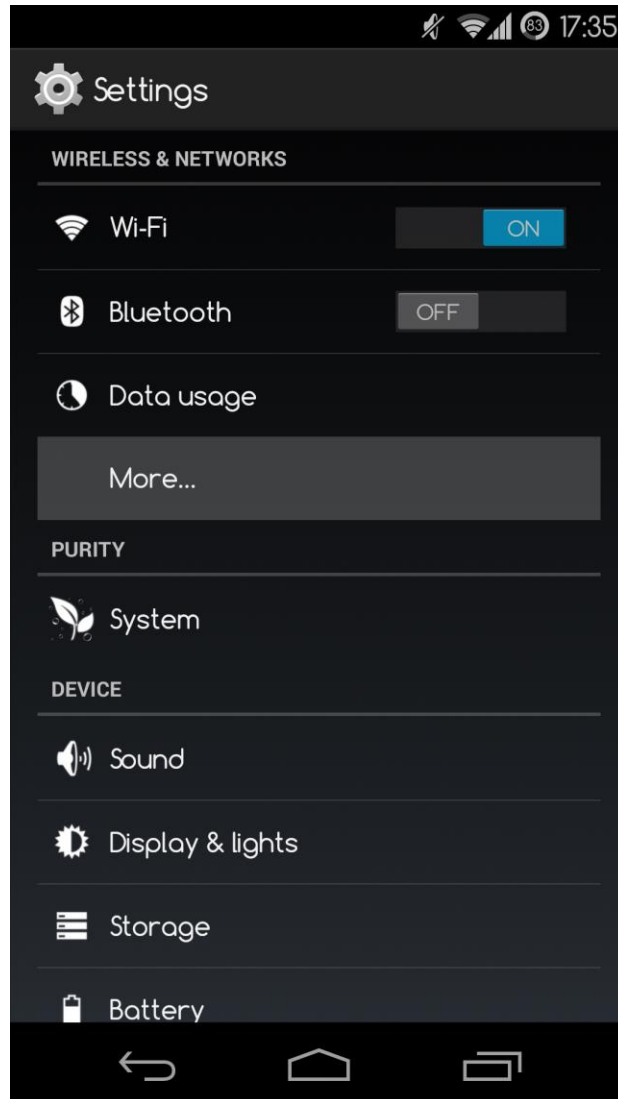 83 17:35
Settings
WIRELESS & NETWORKS
Wi-Fi ON
Bluetooth OFF
Data usage
More...
PURITY
System
DEVICE
Sound
Display & lights
Storage
Battery